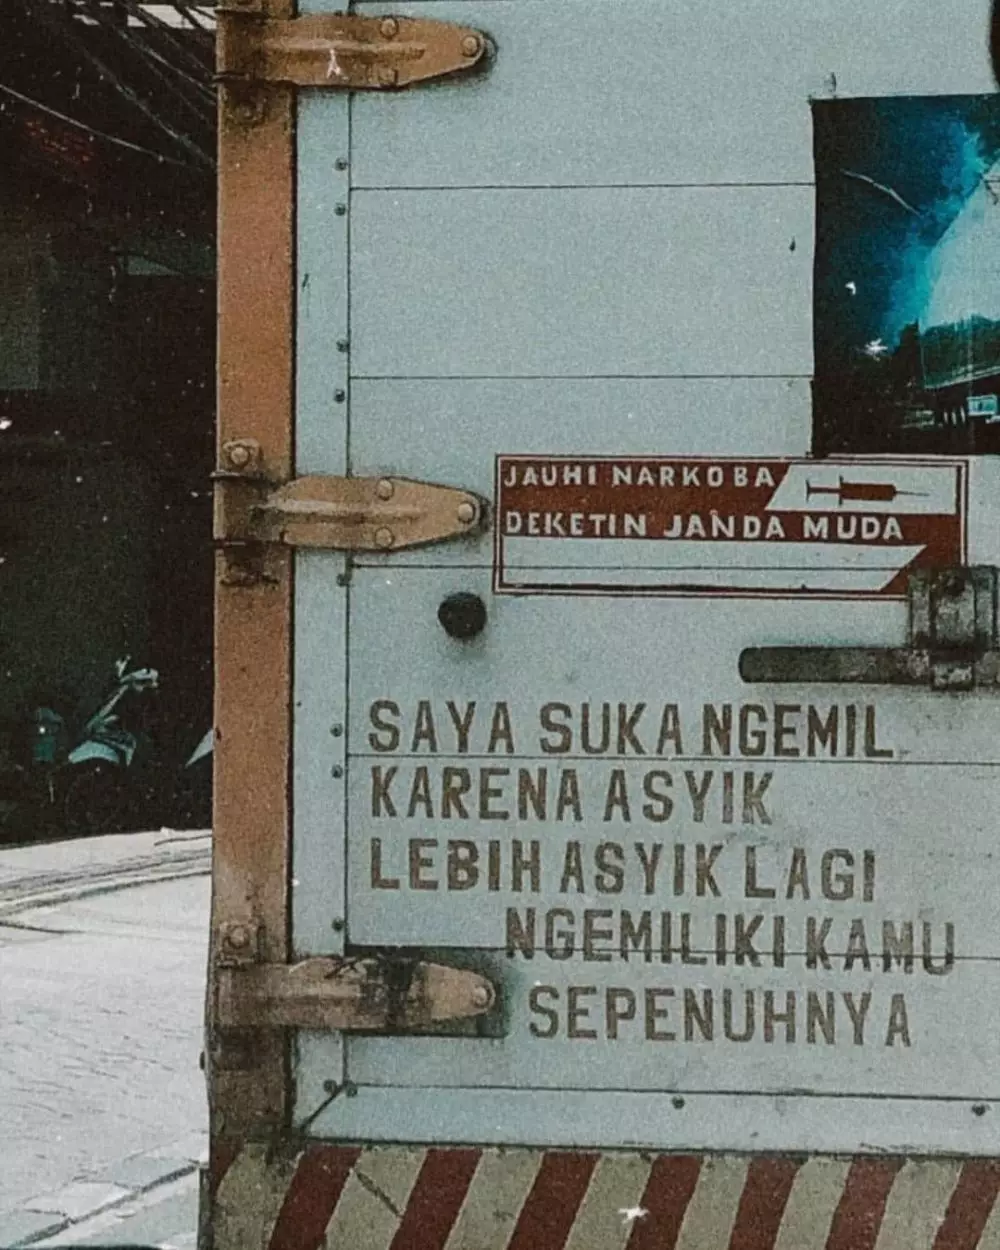 JAUHI NARKOBA
DEKETIN JANDA MUDA
SAYA SUKA NGEMIL
KARENA ASYIK
LEBIH ASYIK LAGI
NGEMILIKI KAMU
SEPENUHNYA